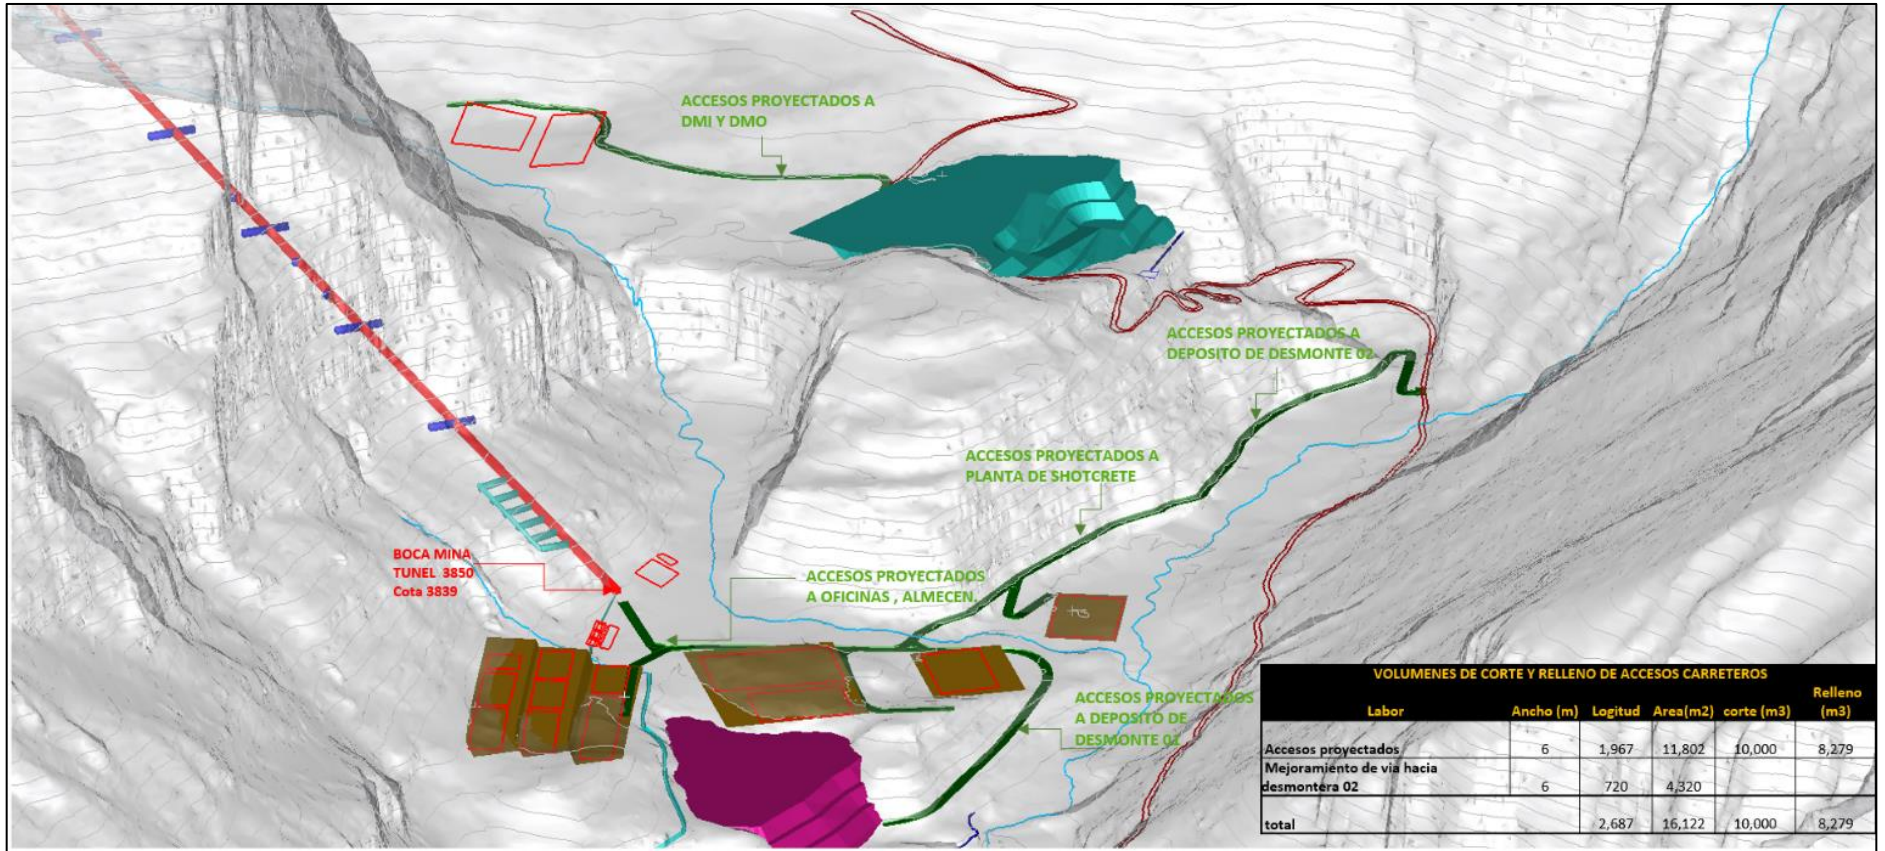 ACCESOS PROYECTADOS A
DMI Y DMO
ACCESOS PROYECTADOS A
DEPOSITO DE DESMONTE 02
ACCESOS PROYECTADOS A
PLANTA DE SHOTCRETE
BOCA MINA
TUNEL 3850
Cota 3839
ACCESOS PROYECTADOS
A OFICINAS , ALMECEN.
ACCESOS PROYECTADOS
A DEPOSITO DE
DESMONTE 01
VOLUMENES DE CORTE Y RELLENO DE ACCESOS CARRETEROS
Labor Ancho (m) Logitud Area(m2) corte (m3) Relleno (m3)
Accesos proyectados 6 1,967 11,802 10,000 8,279
Mejoramiento de via hacia
desmontera 02 6 720 4,320
total 2,687 16,122 10,000 8,279